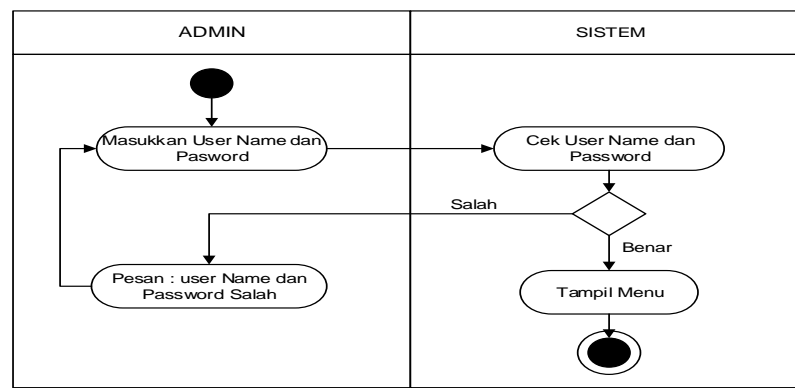 ADMIN
SISTEM
Masukkan User Name dan
Pasword
Cek User Name dan
Password
Salah
Benar
Pesan : user Name dan
Password Salah
Tampil Menu